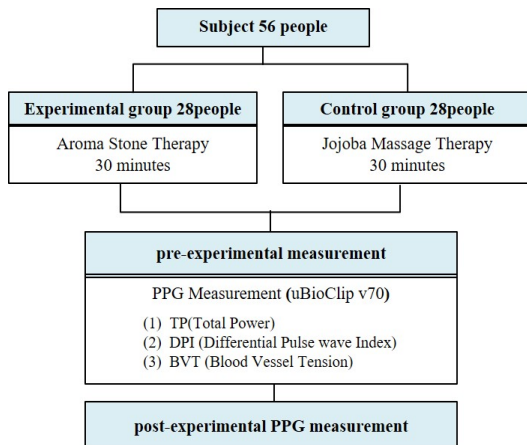 Subject 56 people
Experimental group 28people
Aroma Stone Therapy
30 minutes
Control group 28people
Jojoba Massage Therapy
30 minutes
pre-experimental measurement
PPG Measurement (uBioClip v70)
(1) TP(Total Power)
(2) DPI (Differential Pulse wave Index)
(3) BVT (Blood Vessel Tension)
post-experimental PPG measurement